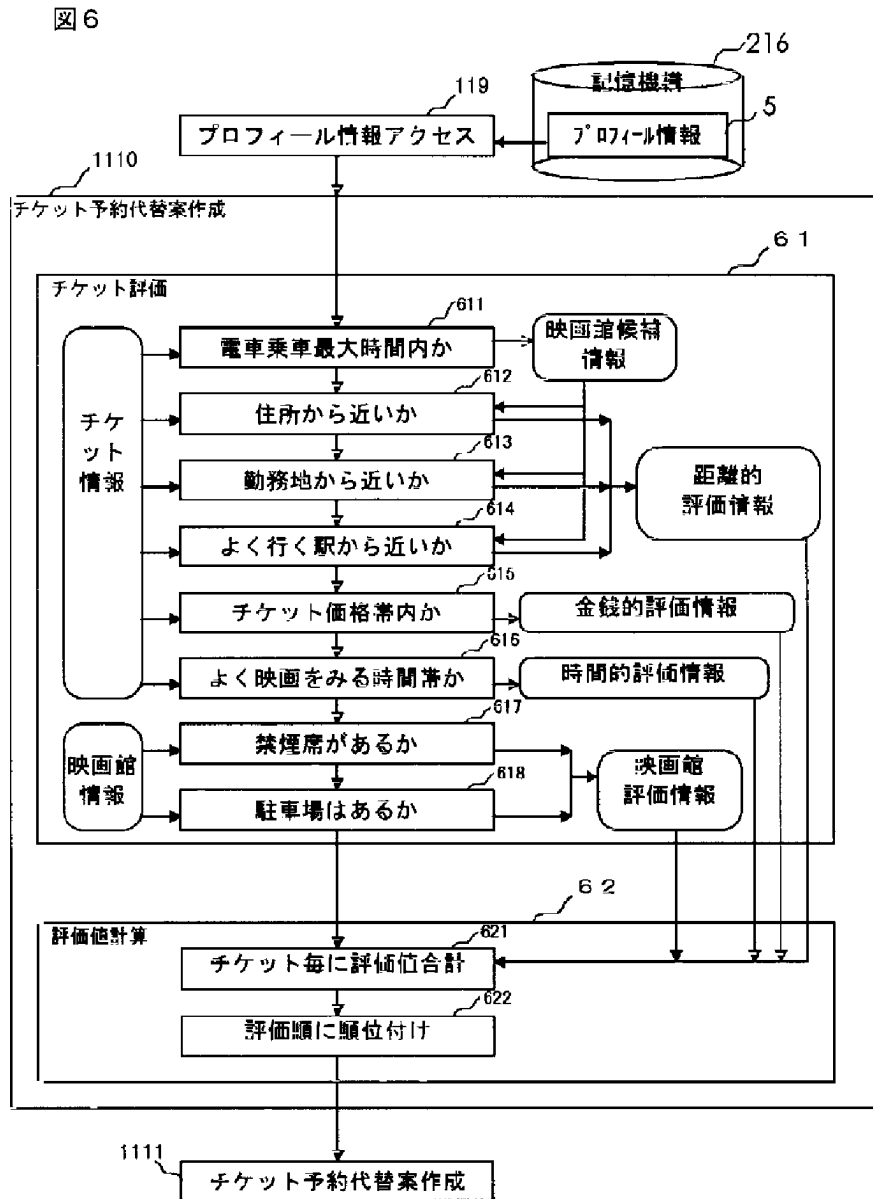 図6
216
記憶機構
119
5
プロフィール情報アクセス
ﾌﾟﾛﾌｨｰﾙ情報
1110
チケット予約代替案作成
61
チケット評価
611
電車乗車最大時間内か
映画館候補
情報
612
住所から近いか
チケ
ット
情報
613
勤務地から近いか
距離的
評価情報
614
よく行く駅から近いか
615
チケット価格帯内か
金銭的評価情報
616
よく映画をみる時間帯か
時間的評価情報
617
禁煙席があるか
映画館
情報
映画館
評価情報
618
駐車場はあるか
62
評価値計算
621
チケット毎に評価値合計
622
評価順に順位付け
1111
チケット予約代替案作成